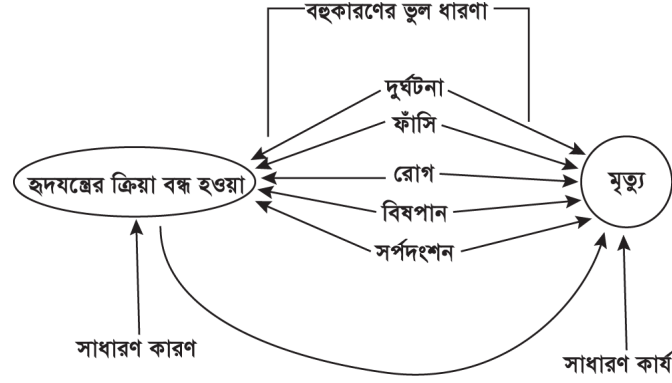 বহুকারণের ভুল ধারণা
দুর্ঘটনা
ফাঁসি
হৃদযন্ত্রের ক্রিয়া বন্ধ হওয়া
রোগ
মৃত্যু
বিষপান
সর্পদংশন
সাধারণ কারণ
সাধারণ কার্য